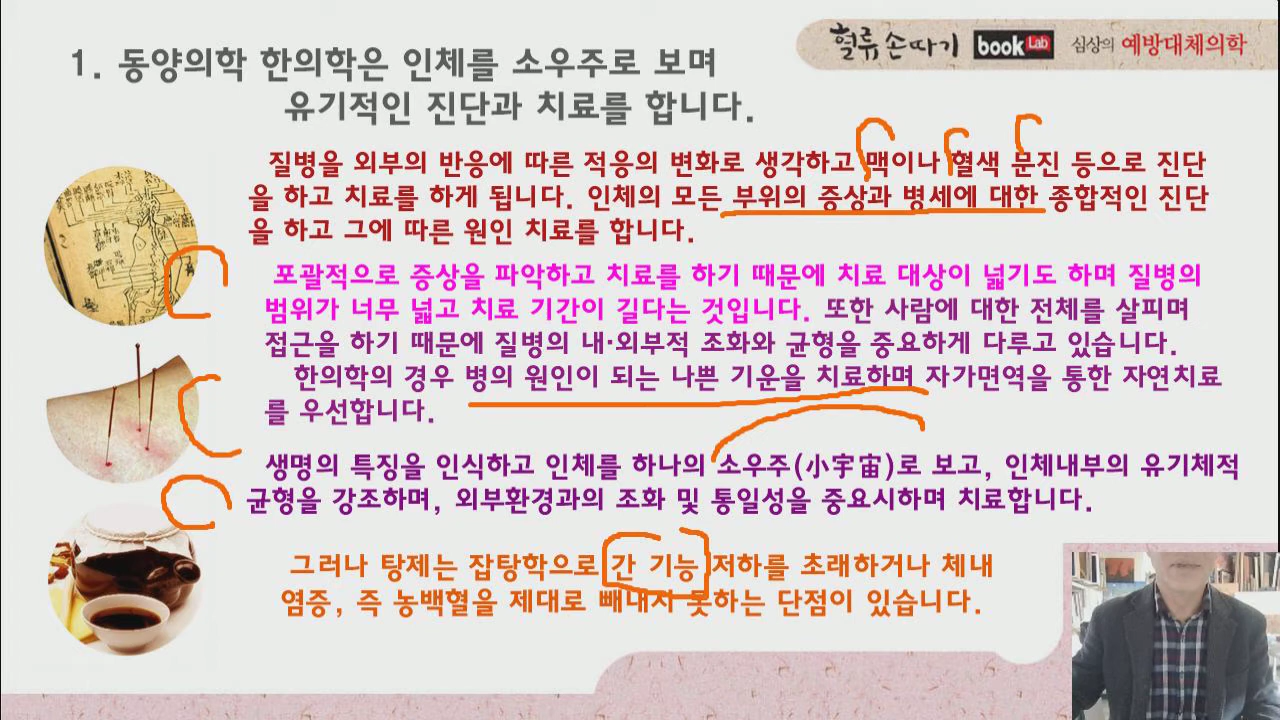 혈류 손따기 book Lab 심상의 예방대체의학
1. 동양의학 한의학은 인체를 소우주로 보며
유기적인 진단과 치료를 합니다.
질병을 외부의 반응에 따른 적응의 변화로 생각하고 맥이나 혈색 문진 등으로 진단
을 하고 치료를 하게 됩니다. 인체의 모든 부위의 증상과 병세에 대한 종합적인 진단
을 하고 그에 따른 원인 치료를 합니다.
포괄적으로 증상을 파악하고 치료를 하기 때문에 치료 대상이 넓기도 하며 질병의
범위가 너무 넓고 치료 기간이 길다는 것입니다. 또한 사람에 대한 전체를 살피며
접근을 하기 때문에 질병의 내·외부적 조화와 균형을 중요하게 다루고 있습니다.
한의학의 경우 병의 원인이 되는 나쁜 기운을 치료하며 자가면역을 통한 자연치료
를 우선합니다.
생명의 특징을 인식하고 인체를 하나의 소우주(小宇宙)로 보고, 인체내부의 유기체적
균형을 강조하며, 외부환경과의 조화 및 통일성을 중요시하며 치료합니다.
그러나 탕제는 잡탕학으로 간 기능 저하를 초래하거나 체내
염증, 즉 농백혈을 제대로 빼내지 못하는 단점이 있습니다.